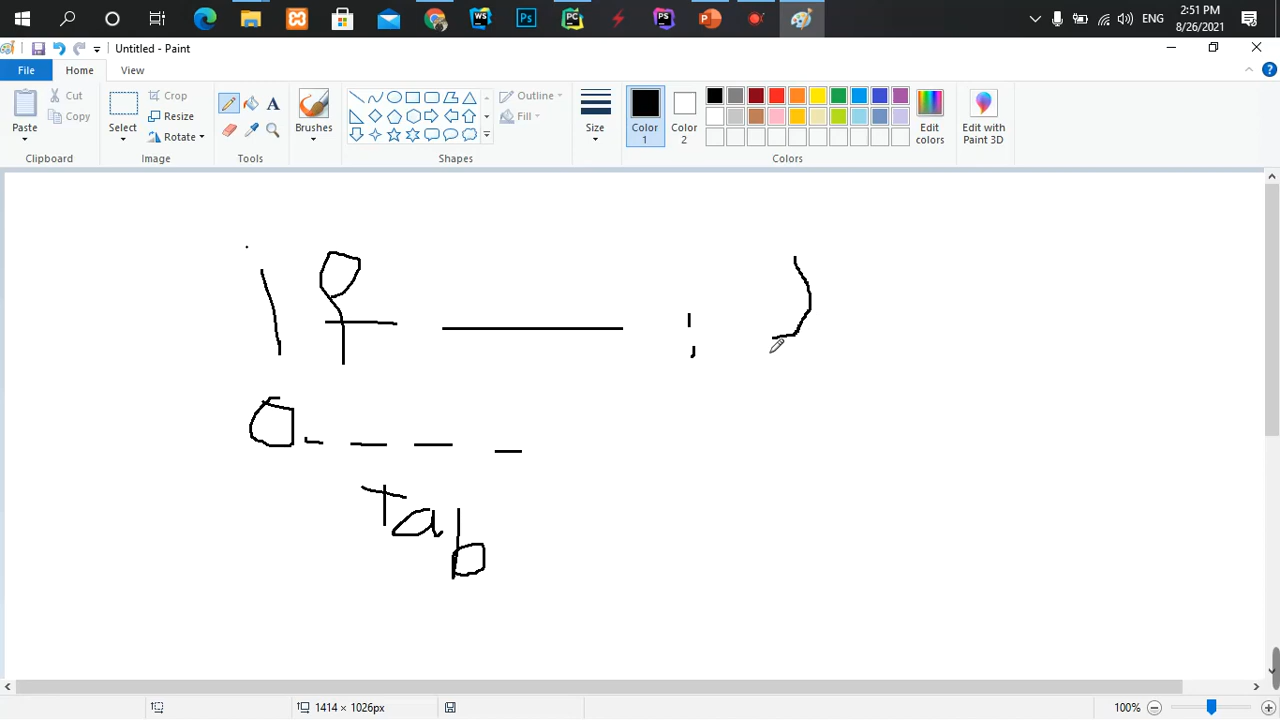 ENG 2:51 PM 8/26/2021
Untitled - Paint
File Home View
Paste Cut Copy Clipboard
Select Crop Resize Rotate Image
Tools
Brushes
Outline Fill Shapes
Size
Color 1 Color 2 Edit colors Colors
Edit with Paint 3D
if ———— : )
a. _ _ _ _
tab
1414 × 1026px 100%